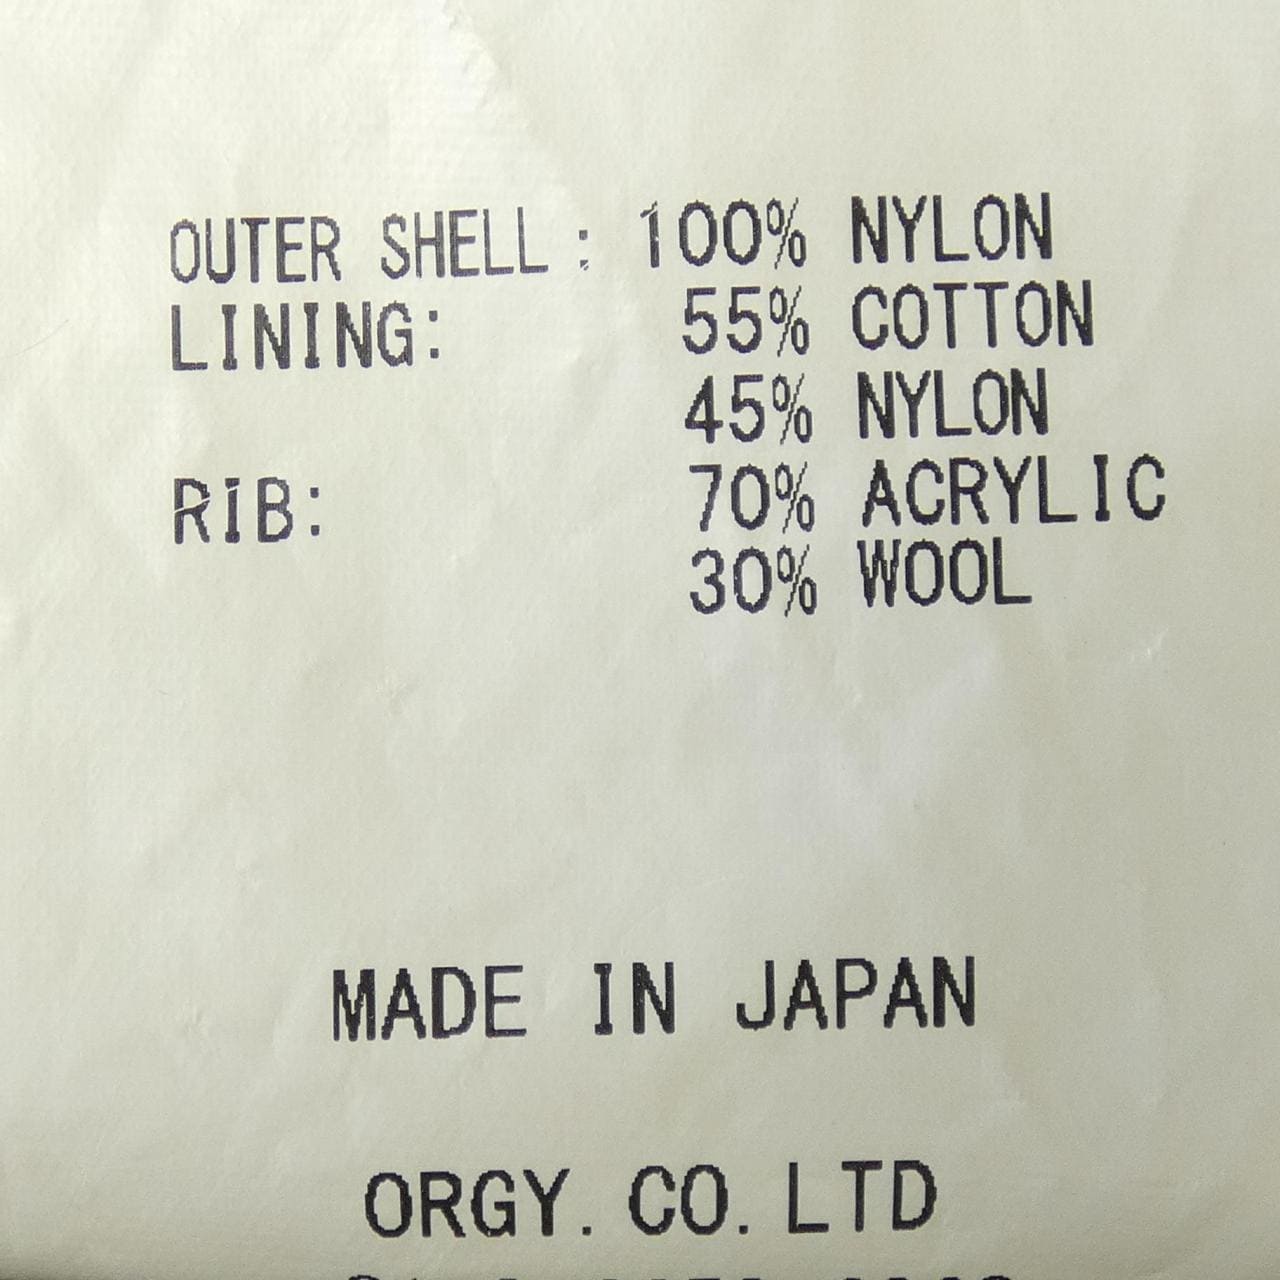 OUTER SHELL : 100% NYLON
LINING: 55% COTTON
45% NYLON
RIB: 70% ACRYLIC
30% WOOL
MADE IN JAPAN
ORGY. CO. LTD